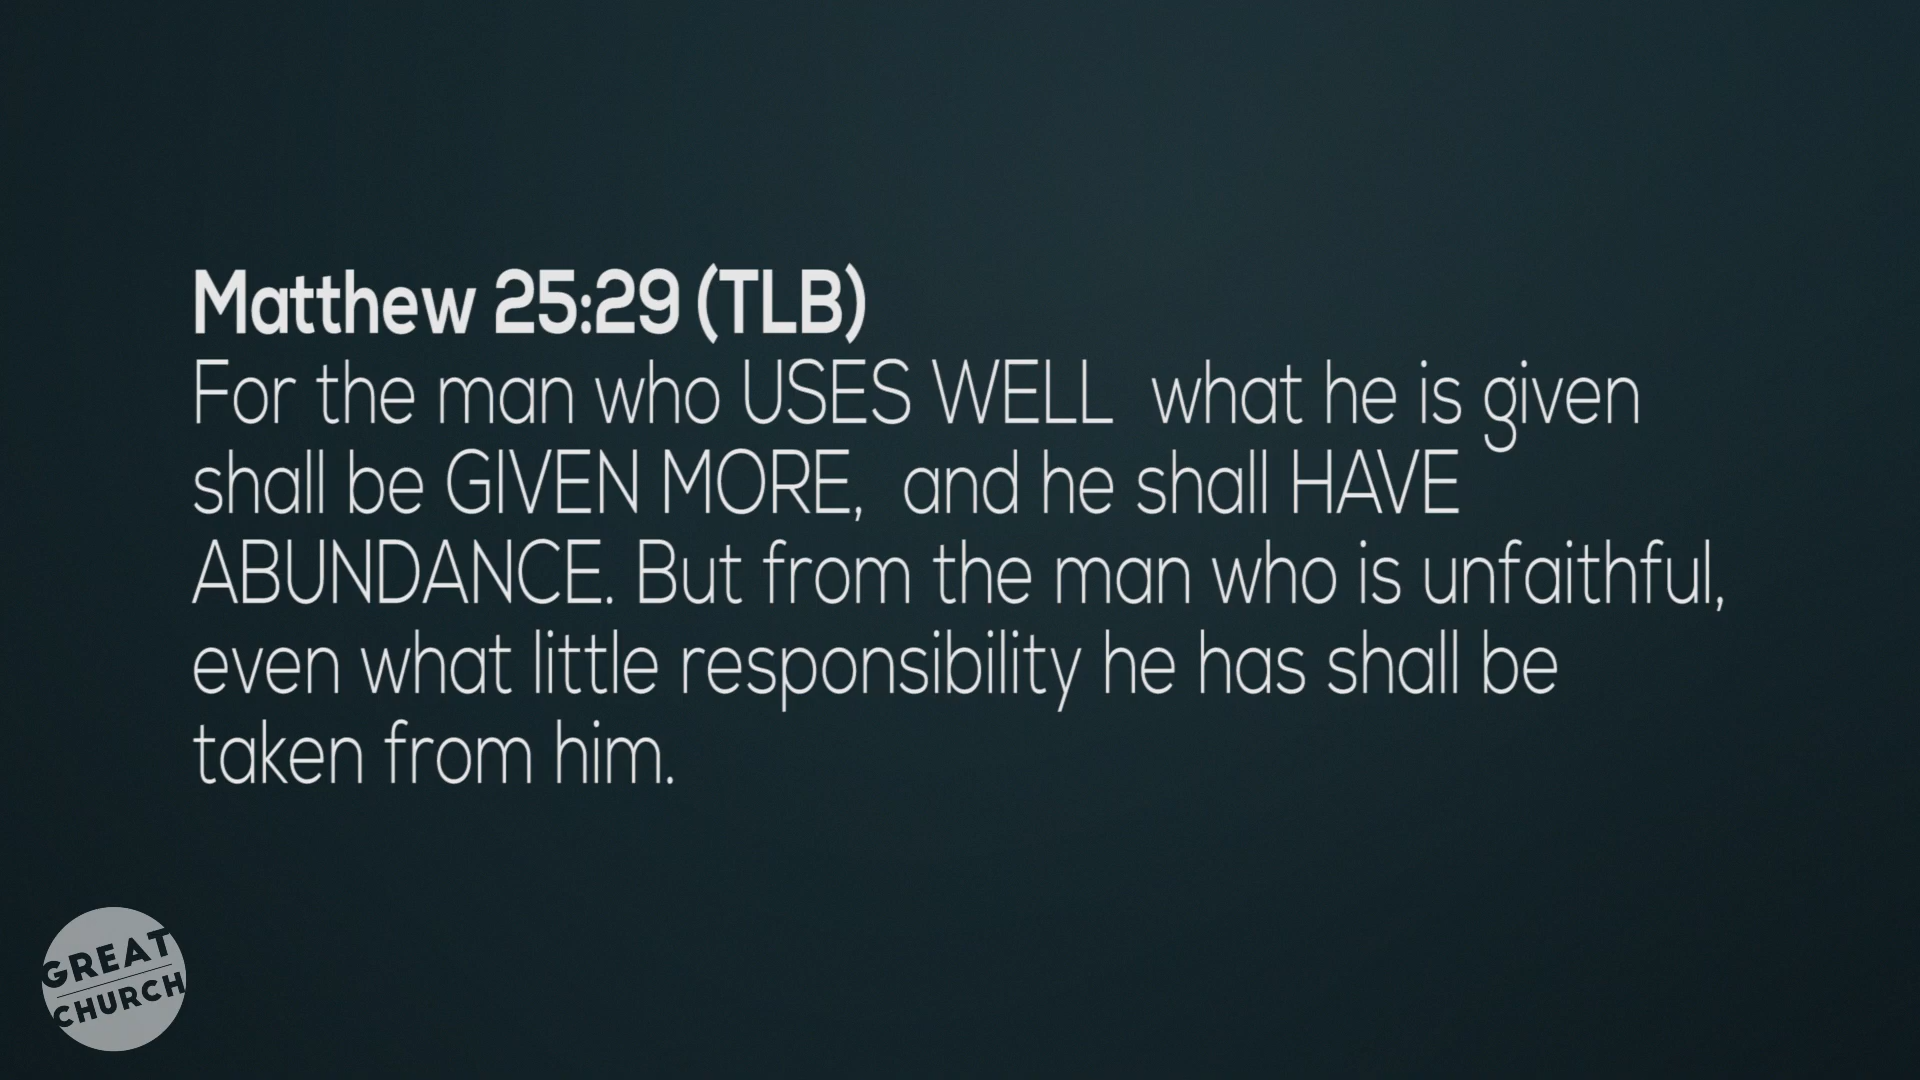 Matthew 25:29 (TLB)
For the man who USES WELL  what he is given
shall be GIVEN MORE,  and he shall HAVE
ABUNDANCE. But from the man who is unfaithful,
even what little responsibility he has shall be
taken from him.
GREAT
CHURCH